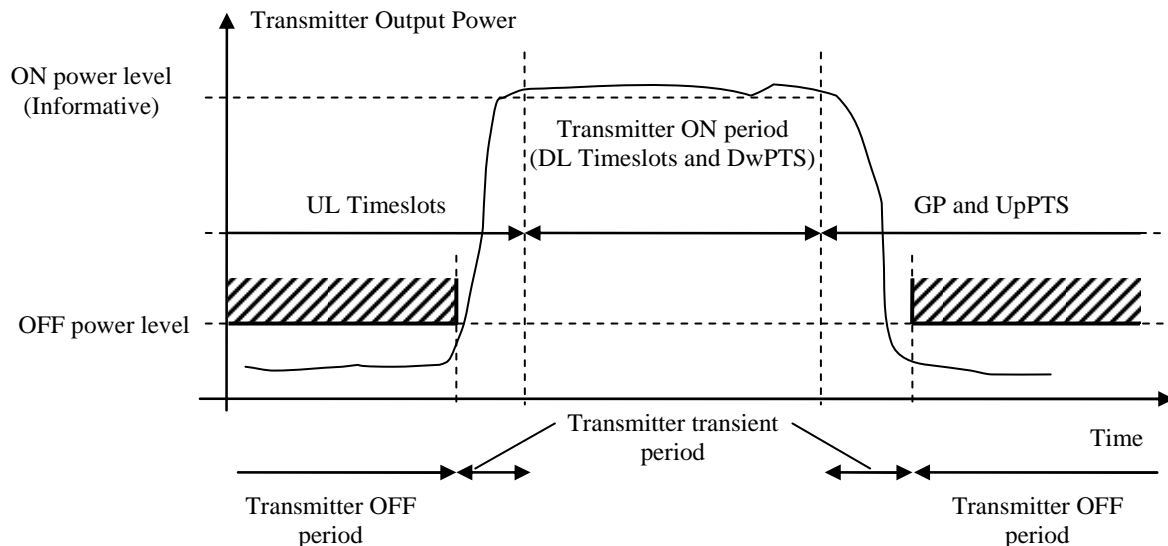 Transmitter Output Power
ON power level
(Informative)
Transmitter ON period
(DL Timeslots and DwPTS)
UL Timeslots
GP and UpPTS
OFF power level
Transmitter transient
period
Time
Transmitter OFF
period
Transmitter OFF
period